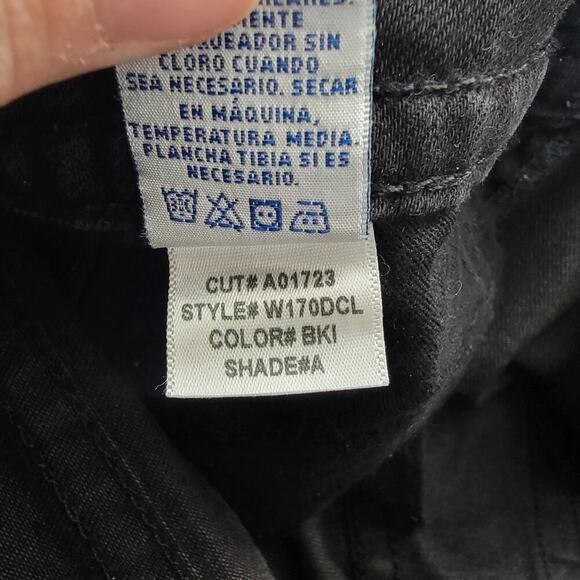 SIN
CLORO CUANDO
SEA NECESARIO. SECAR
EN MÁQUINA,
TEMPERATURA MEDIA.
PLANCHA TIBIA SI ES
NECESARIO.
CUT# A01723
STYLE# W170DCL
COLOR# BKI
SHADE#A